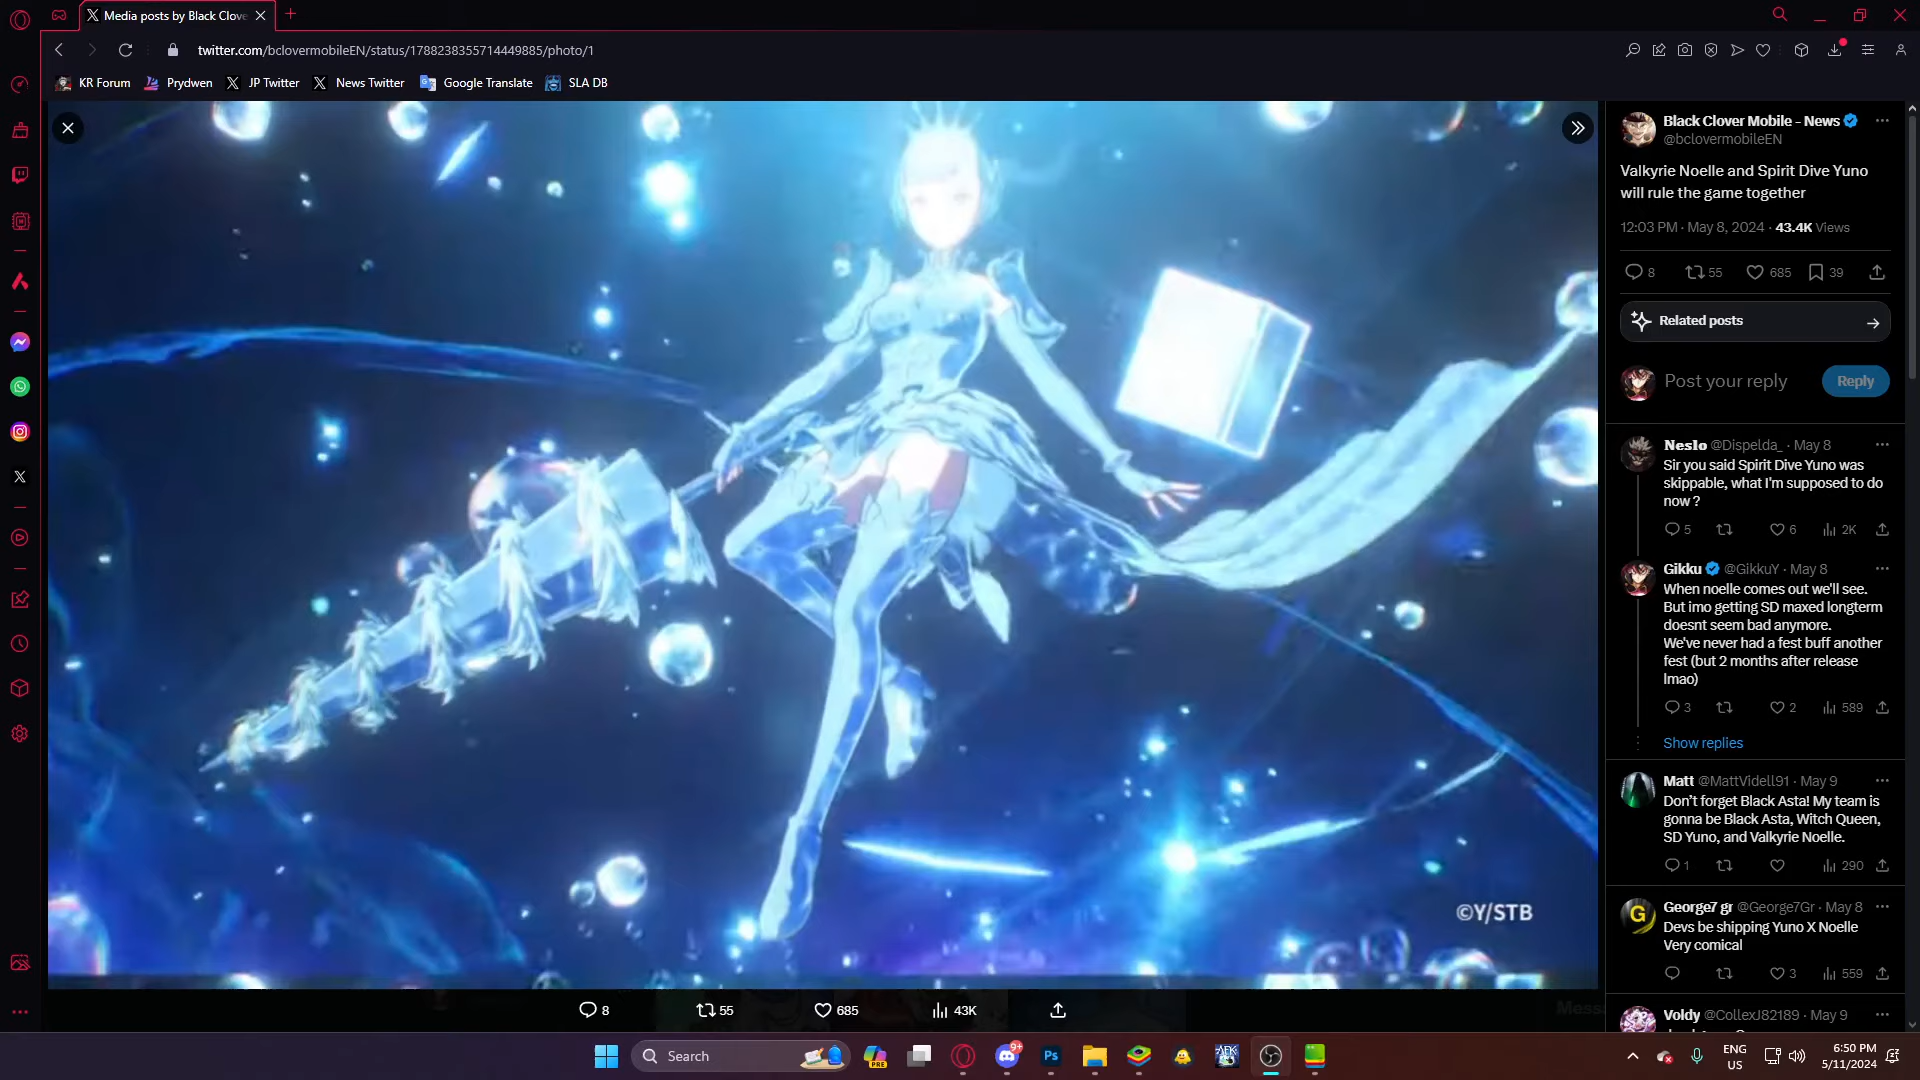 Media posts by Black Clove
twitter.com/bclovermobileEN/status/1788238355714449885/photo/1
KR Forum
Prydwen
JP Twitter
News Twitter
Google Translate
SLA DB
©Y/STB
8
55
685
43K
Black Clover Mobile - News
@bclovermobileEN
Valkyrie Noelle and Spirit Dive Yuno
will rule the game together
12:03 PM · May 8, 2024 · 43.4K Views
8
55
685
39
Related posts
Post your reply
Reply
Neslo @Dispelda_ · May 8
Sir you said Spirit Dive Yuno was
skippable, what I'm supposed to do
now ?
5
6
2K
Gikku @GikkuY · May 8
When noelle comes out we'll see.
But imo getting SD maxed longterm
doesnt seem bad anymore.
We've never had a fest buff another
fest (but 2 months after release
lmao)
3
2
589
Show replies
Matt @MattVidell91 · May 9
Don't forget Black Asta! My team is
gonna be Black Asta, Witch Queen,
SD Yuno, and Valkyrie Noelle.
1
290
George7 gr @George7Gr · May 8
Devs be shipping Yuno X Noelle
Very comical
3
559
Voldy @CollexJ82189 · May 9
Search
PRE
9+
Ps
AFK
ENG
US
6:50 PM
5/11/2024